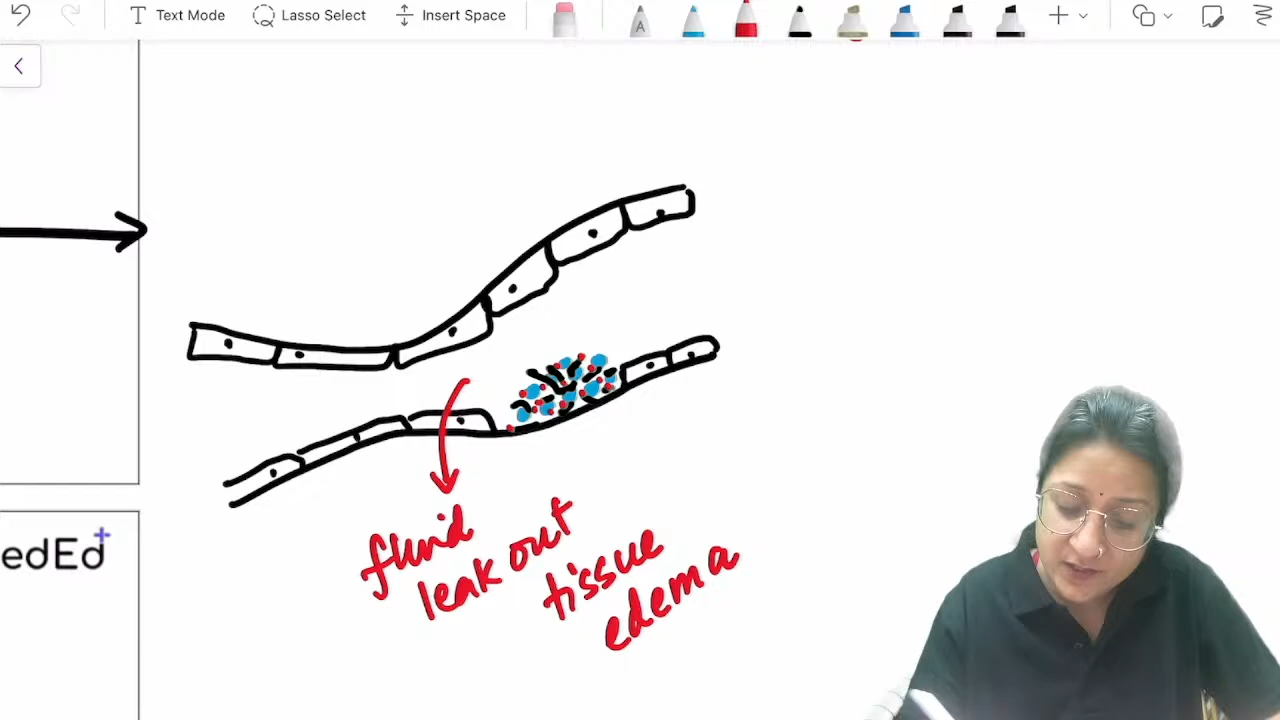 Text Mode
Lasso Select
Insert Space
A
edEd+
fluid
leak out
tissue
edema